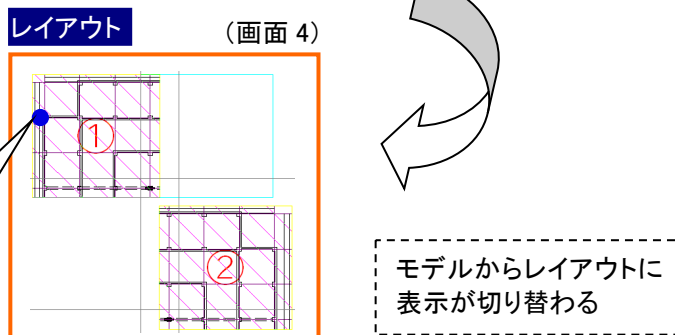 レイアウト
（画面 4）
①
②
モデルからレイアウトに
表示が切り替わる